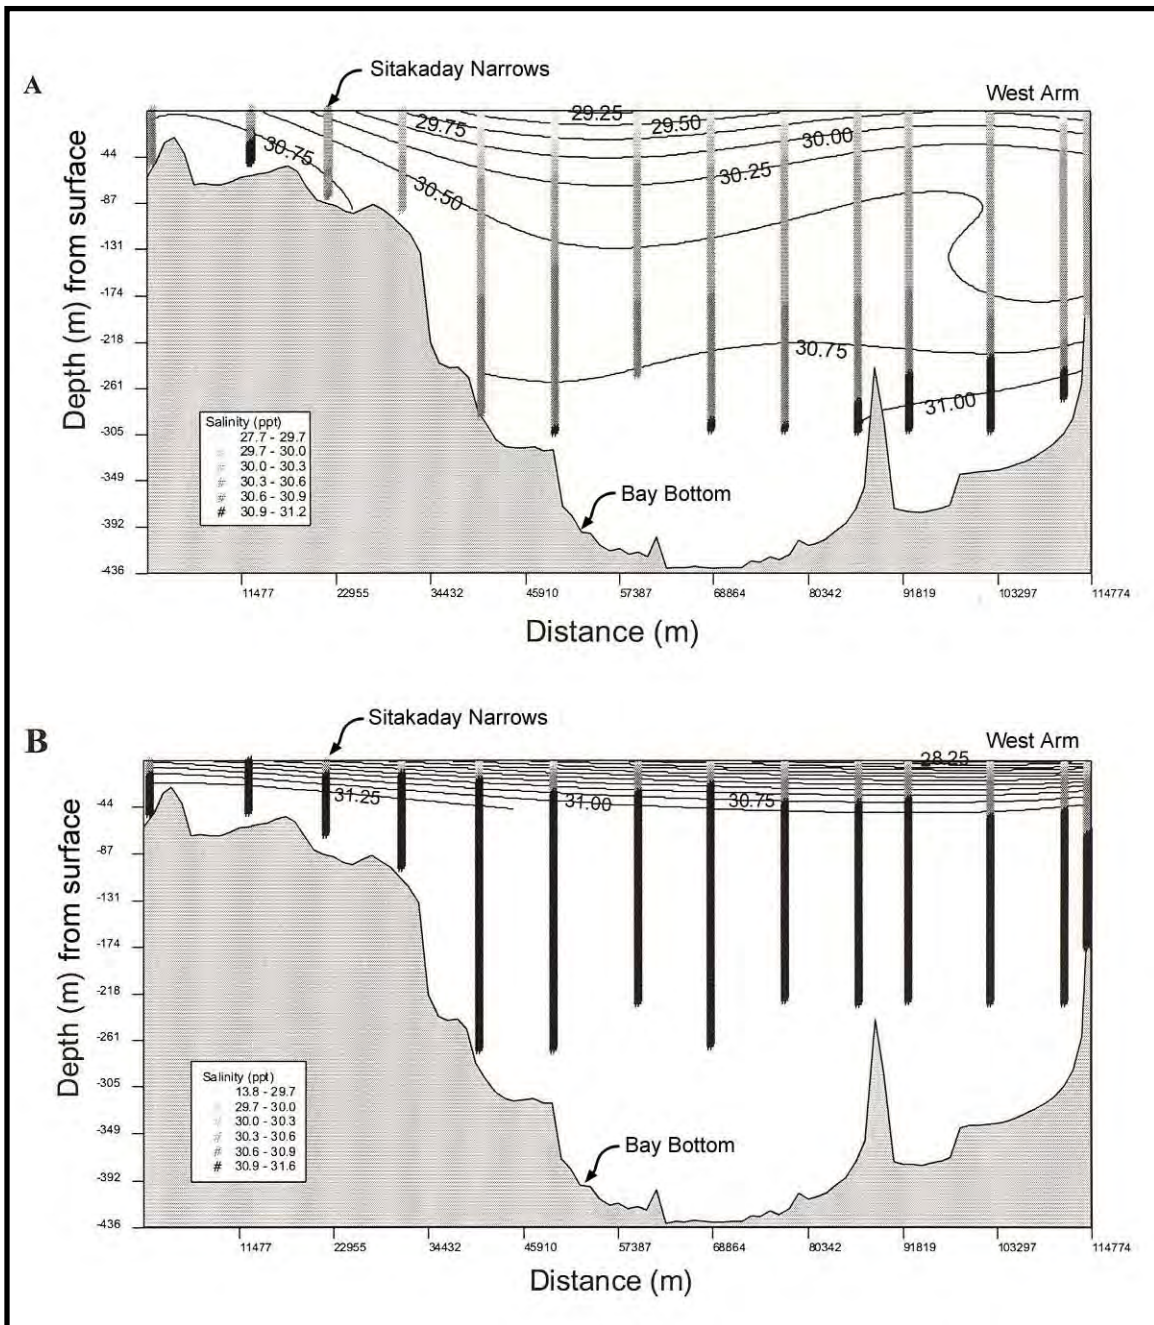 A
Sitakaday Narrows
West Arm
29.25
29.75
29.50
30.00
30.75
30.25
30.50
30.75
31.00
Depth (m) from surface
-44
-87
-131
-174
-218
-261
-305
-349
-392
-436
Salinity (ppt)
27.7 - 29.7
# 29.7 - 30.0
# 30.0 - 30.3
# 30.3 - 30.6
# 30.6 - 30.9
# 30.9 - 31.2
Bay Bottom
11477 22955 34432 45910 57387 68864 80342 91819 103297 114774
Distance (m)
B
Sitakaday Narrows
West Arm
28.25
31.25
31.00
30.75
Depth (m) from surface
-44
-87
-131
-174
-218
-261
-305
-349
-392
-436
Salinity (ppt)
13.8 - 29.7
# 29.7 - 30.0
# 30.0 - 30.3
# 30.3 - 30.6
# 30.6 - 30.9
# 30.9 - 31.6
Bay Bottom
11477 22955 34432 45910 57387 68864 80342 91819 103297 114774
Distance (m)